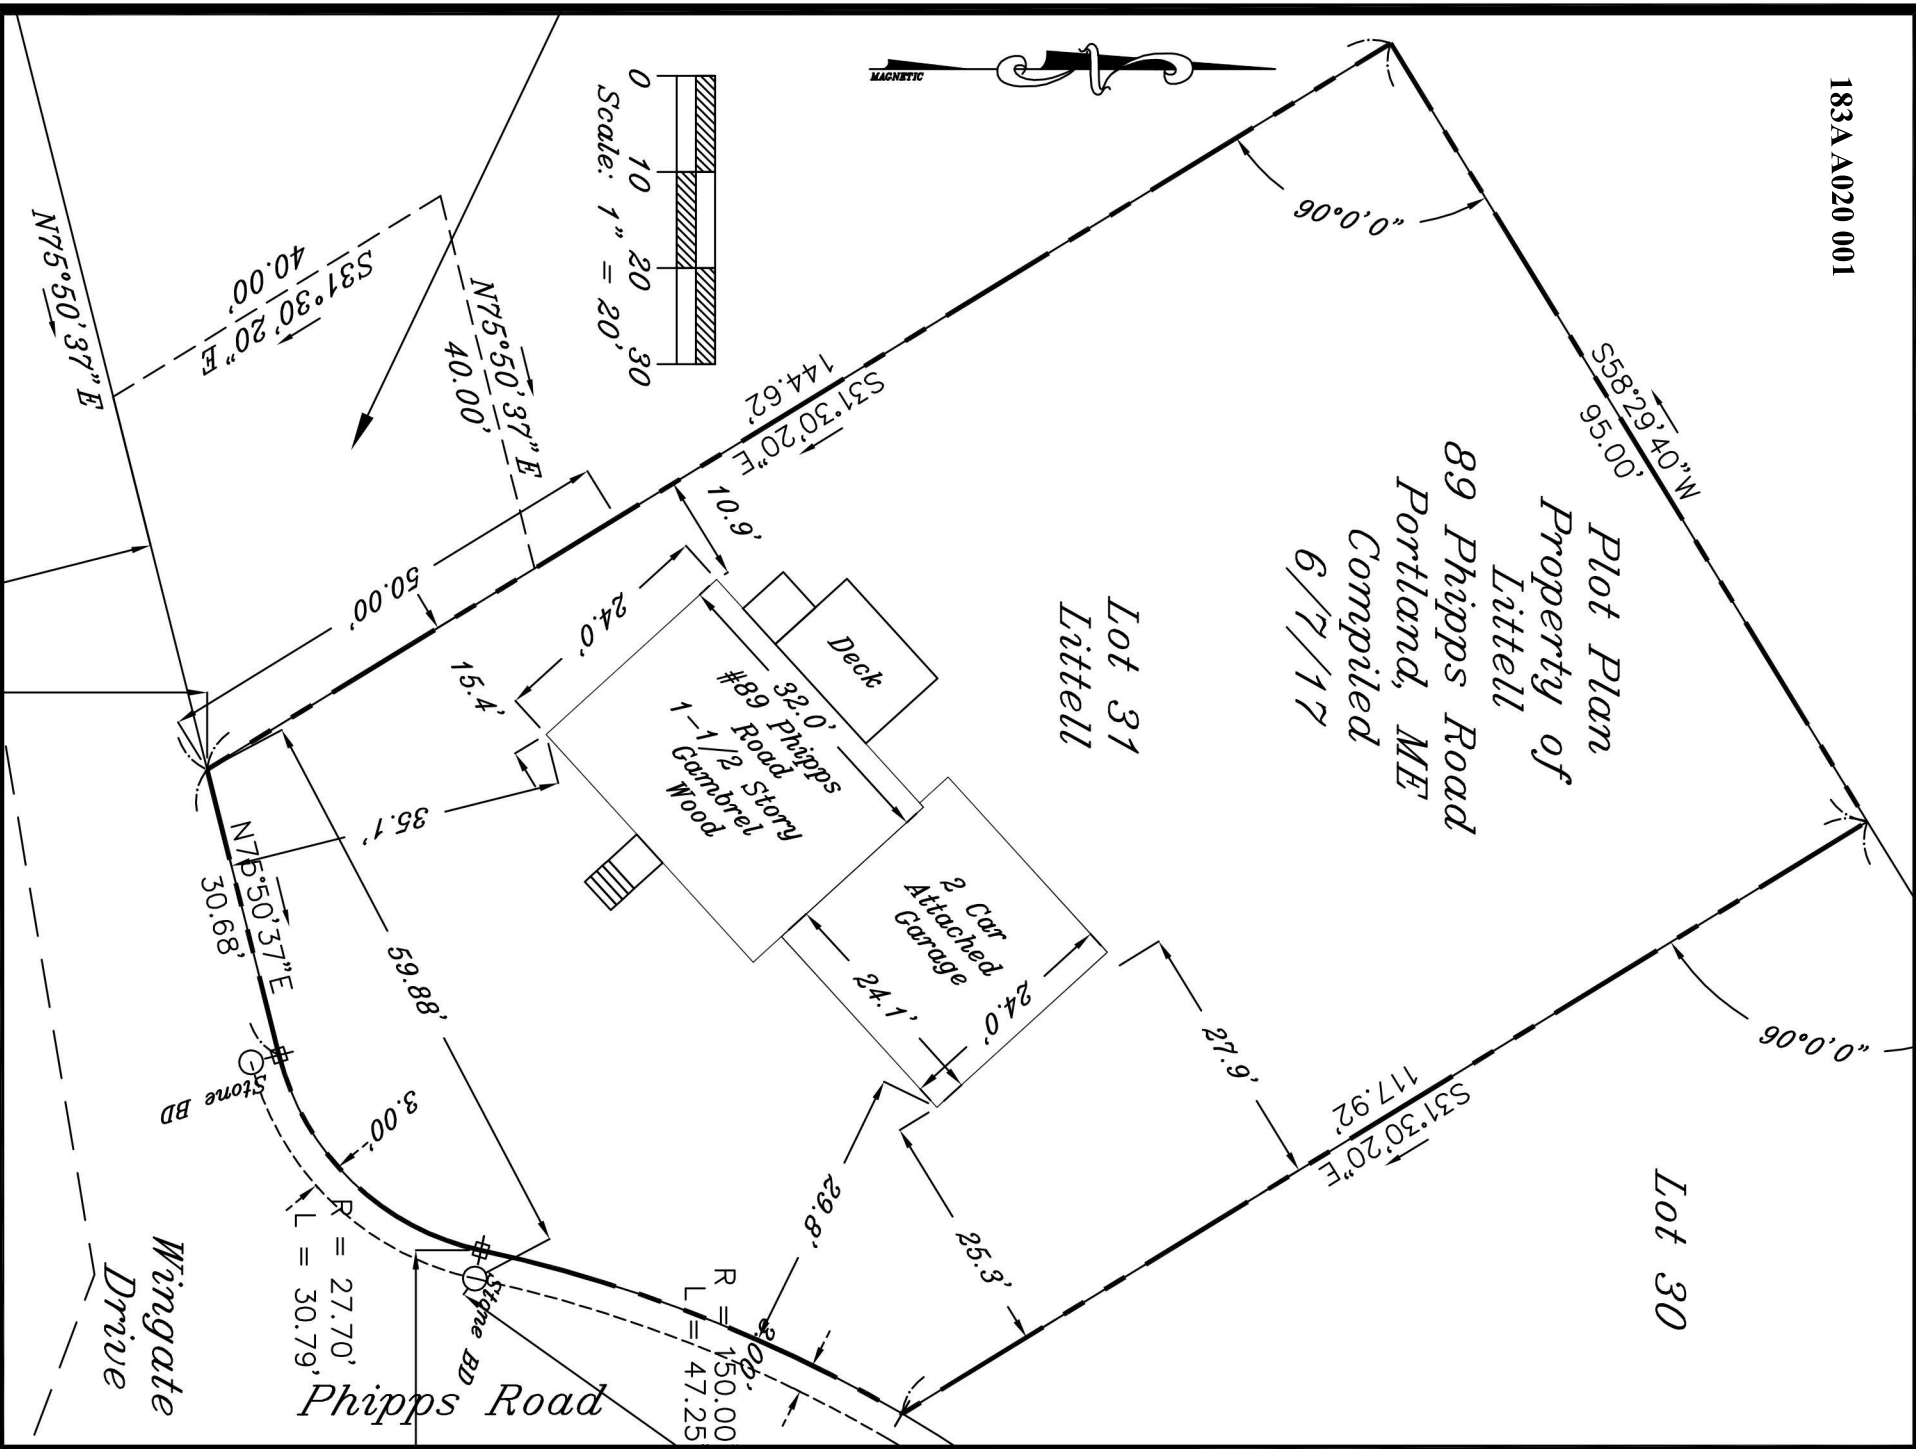 183A A020 001
MAGNETIC
0 10 20 30
Scale: 1" = 20'
Plot Plan
Property of
Littell
89 Phipps Road
Portland, ME
Compiled
6/7/17
S58°29'40"W
95.00'
90°0'0"
90°0'0"
S31°30'20"E
144.62'
S31°30'20"E
117.92'
Lot 30
Lot 31
Littell
N75°50'37"E
S31°30'20"E
40.00'
N75°50'37"E
40.00'
50.00'
10.9'
24.0'
15.4'
35.1'
Deck
32.0'
#89 Phipps
Road
1-1/2 Story
Gambrel
Wood
2 Car
Attached
Garage
24.1'
24.0'
27.9'
25.3'
29.8'
59.88'
N75°50'37"E
30.68'
Stone BD
3.00'
R = 27.70'
L = 30.79'
Stone BD
R = 150.00'
L = 47.25'
3.00'
Phipps Road
Wingate
Drive